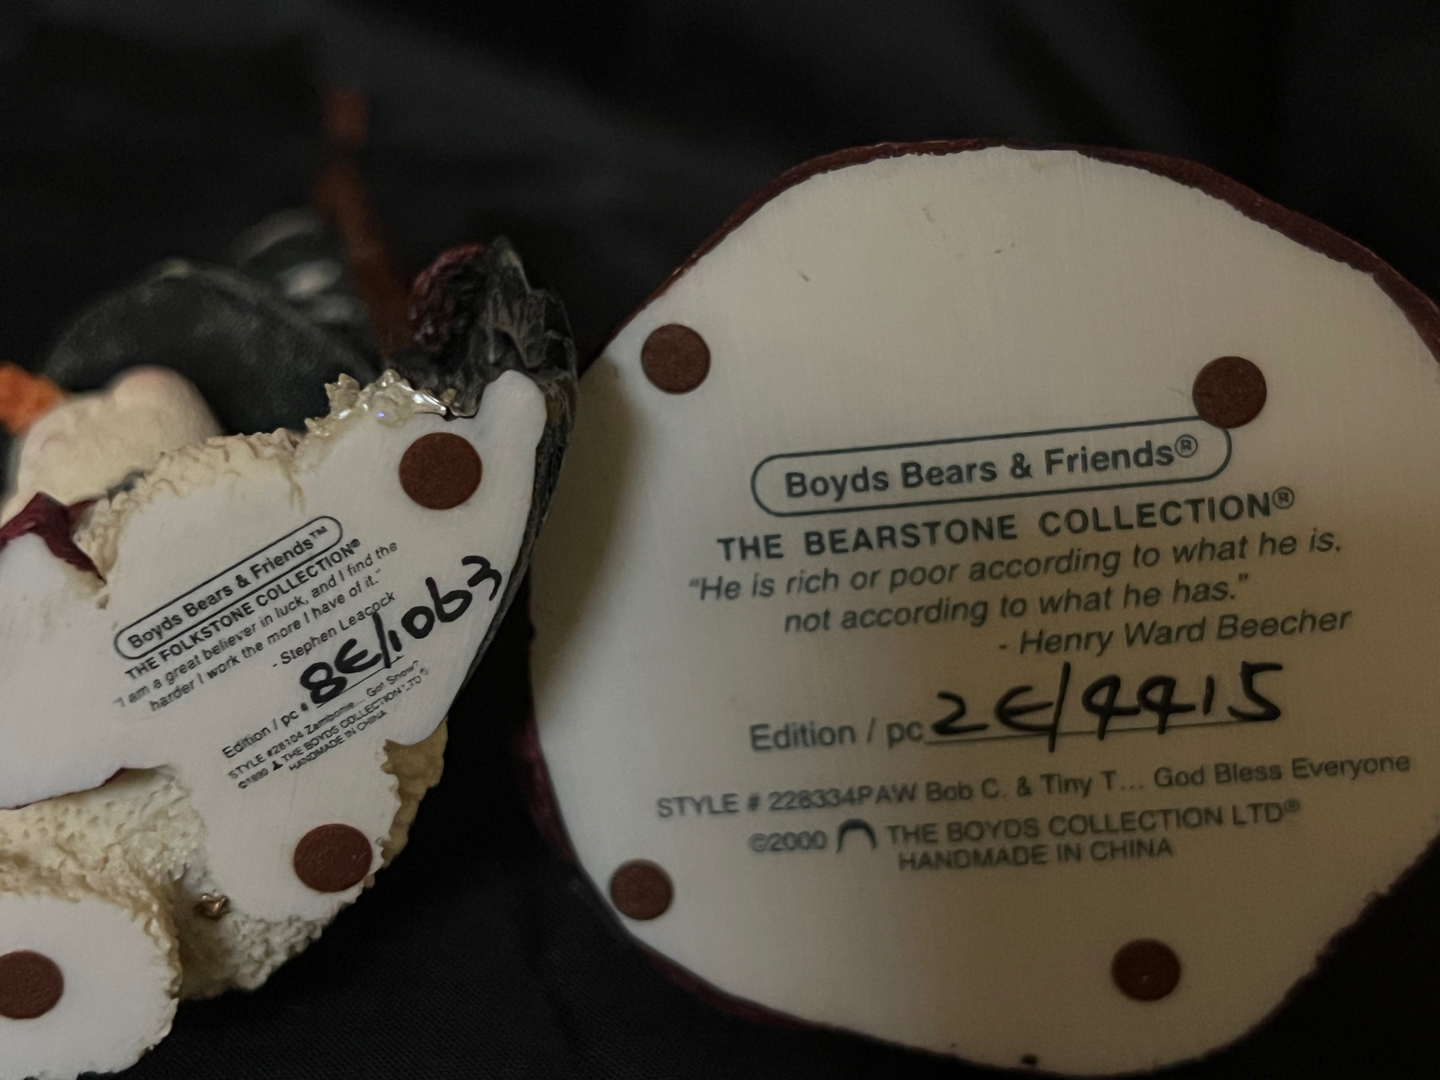 Boyds Bears & Friends™
THE FOLKSTONE COLLECTION®
"I am a great believer in luck, and I find the
harder I work the more I have of it."
- Stephen Leacock
Edition / pc # 8E/1063
STYLE #28104 Zambonie... Got Snow?
THE BOYDS COLLECTION LTD®
HANDMADE IN CHINA
Boyds Bears & Friends®
THE BEARSTONE COLLECTION®
"He is rich or poor according to what he is,
not according to what he has."
- Henry Ward Beecher
Edition / pc 2E/4415
STYLE # 228334PAW Bob C. & Tiny T... God Bless Everyone
©2000 THE BOYDS COLLECTION LTD®
HANDMADE IN CHINA